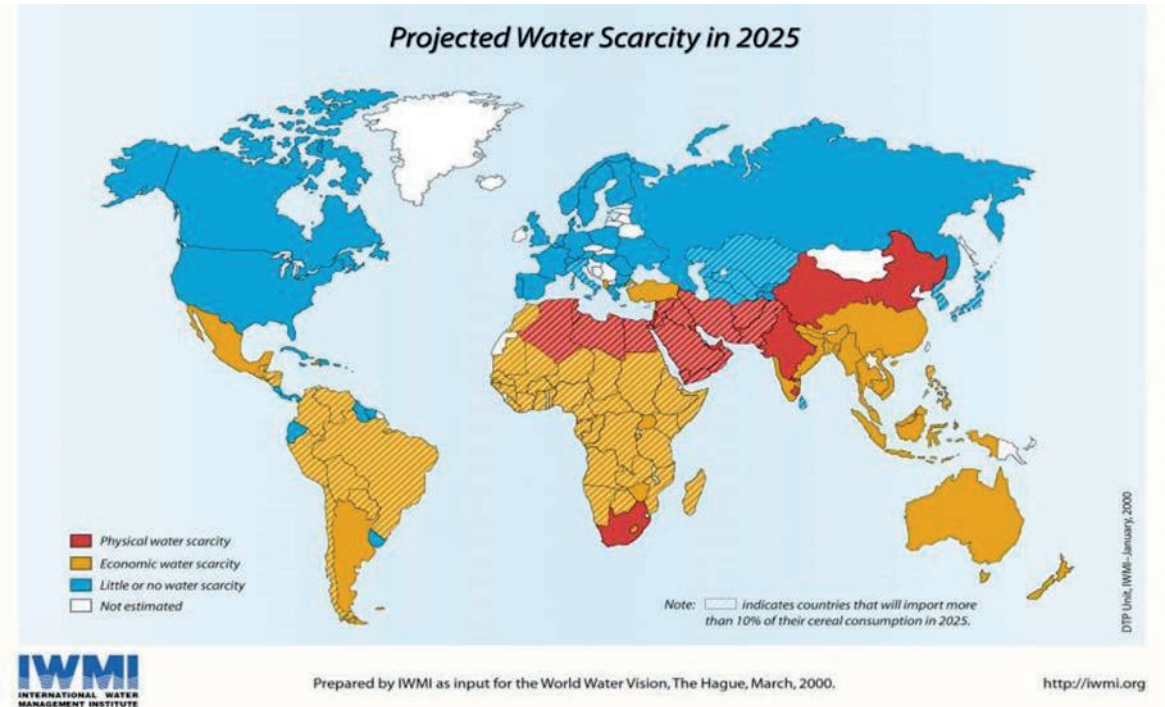 Projected Water Scarcity in 2025
Physical water scarcity
Economic water scarcity
Little or no water scarcity
Not estimated
Note: indicates countries that will import more
than 10% of their cereal consumption in 2025.
DTP Unit, IWMI–January, 2000
IWMI
INTERNATIONAL WATER
MANAGEMENT INSTITUTE
Prepared by IWMI as input for the World Water Vision, The Hague, March, 2000.
http://iwmi.org